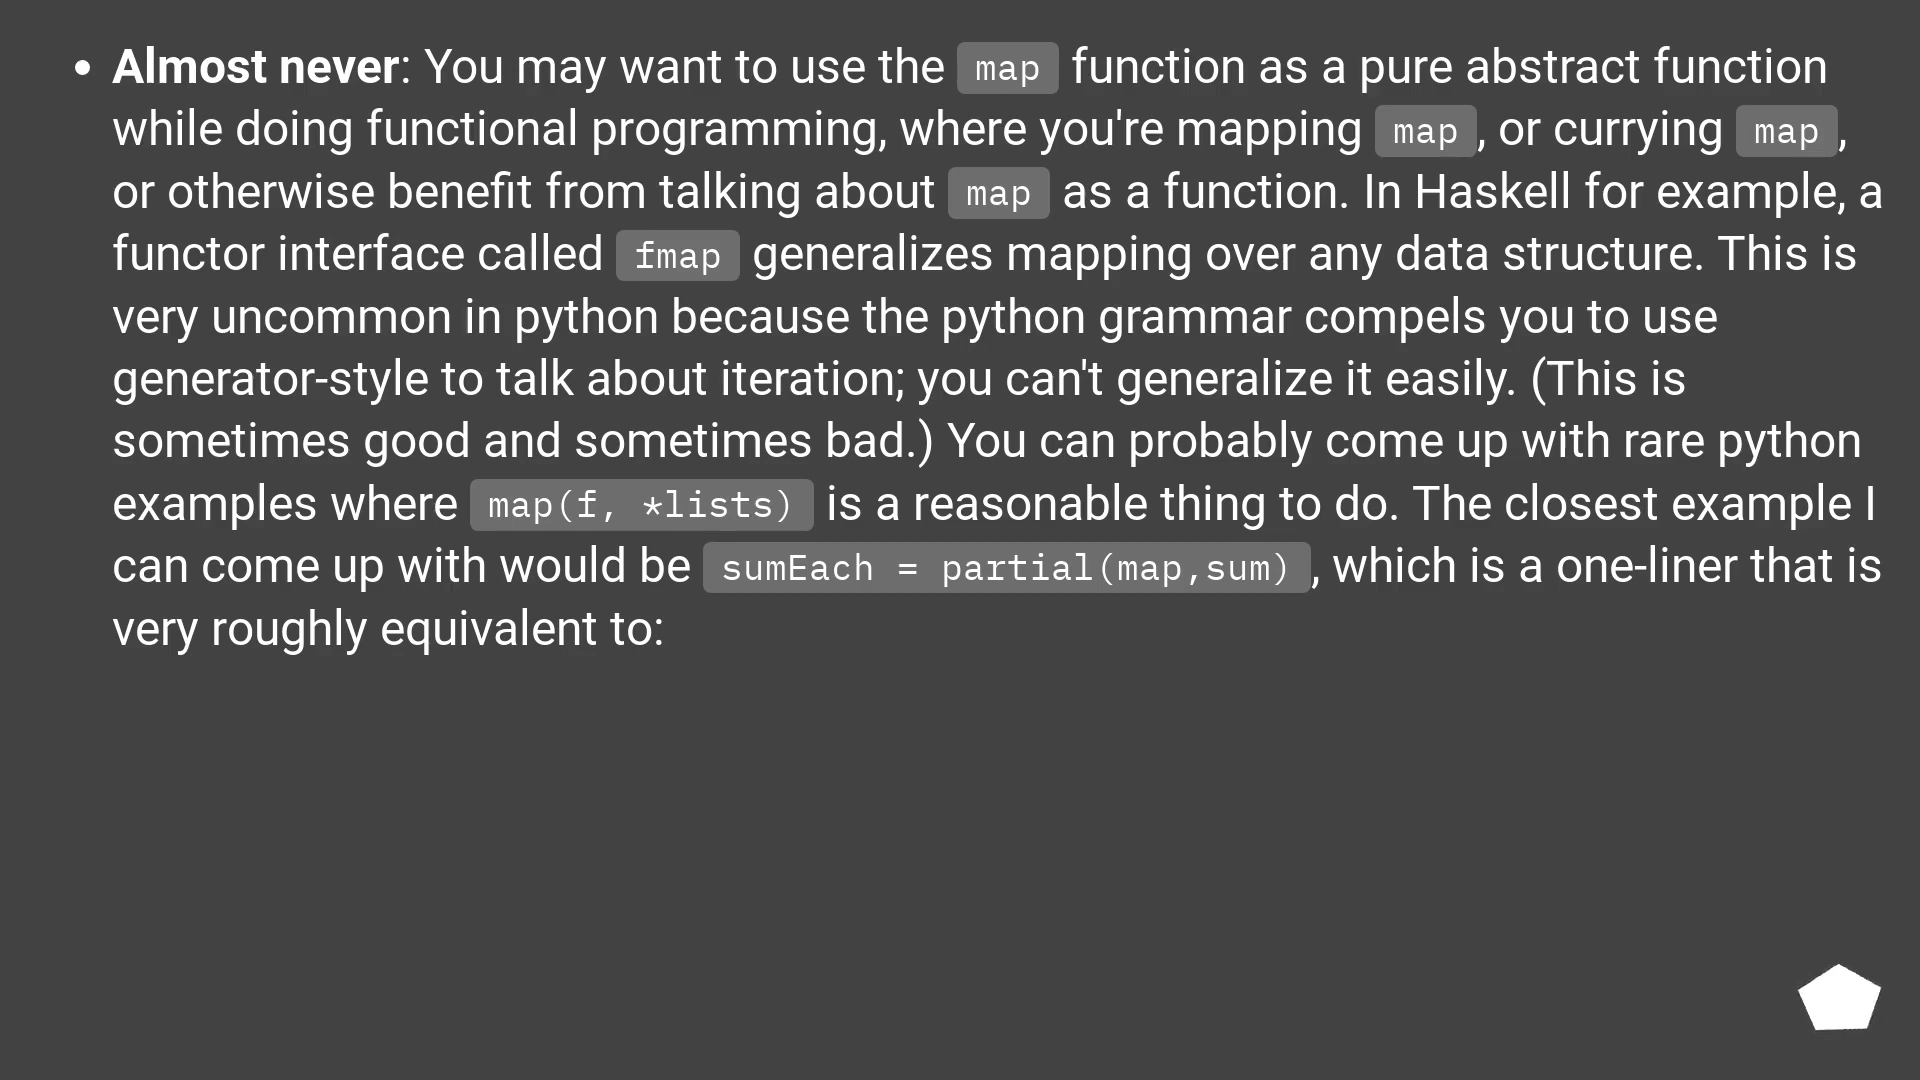 • Almost never: You may want to use the map function as a pure abstract function
while doing functional programming, where you're mapping map, or currying map,
or otherwise benefit from talking about map as a function. In Haskell for example, a
functor interface called fmap generalizes mapping over any data structure. This is
very uncommon in python because the python grammar compels you to use
generator-style to talk about iteration; you can't generalize it easily. (This is
sometimes good and sometimes bad.) You can probably come up with rare python
examples where map(f, *lists) is a reasonable thing to do. The closest example I
can come up with would be sumEach = partial(map,sum), which is a one-liner that is
very roughly equivalent to: